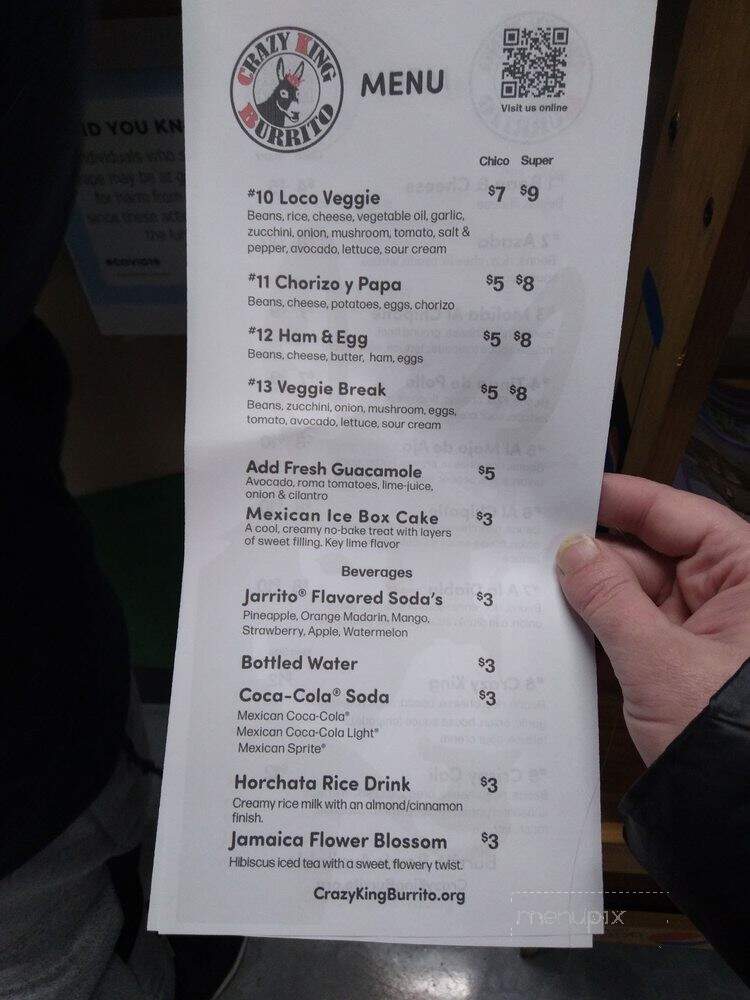 CRAZY KING
BURRITO
MENU
Visit us online
Chico Super
#10 Loco Veggie $7 $9
Beans, rice, cheese, vegetable oil, garlic,
zucchini, onion, mushroom, tomato, salt &
pepper, avocado, lettuce, sour cream
#11 Chorizo y Papa $5 $8
Beans, cheese, potatoes, eggs, chorizo
#12 Ham & Egg $5 $8
Beans, cheese, butter, ham, eggs
#13 Veggie Break $5 $8
Beans, zucchini, onion, mushroom, eggs,
tomato, avocado, lettuce, sour cream
Add Fresh Guacamole $5
Avocado, roma tomatoes, lime-juice,
onion & cilantro
Mexican Ice Box Cake $3
A cool, creamy no-bake treat with layers
of sweet filling. Key lime flavor
Beverages
Jarrito® Flavored Soda's $3
Pineapple, Orange Madarin, Mango,
Strawberry, Apple, Watermelon
Bottled Water $3
Coca-Cola® Soda $3
Mexican Coca-Cola®
Mexican Coca-Cola Light®
Mexican Sprite®
Horchata Rice Drink $3
Creamy rice milk with an almond/cinnamon
finish.
Jamaica Flower Blossom $3
Hibiscus iced tea with a sweet, flowery twist.
CrazyKingBurrito.org
menupix
ID YOU KN